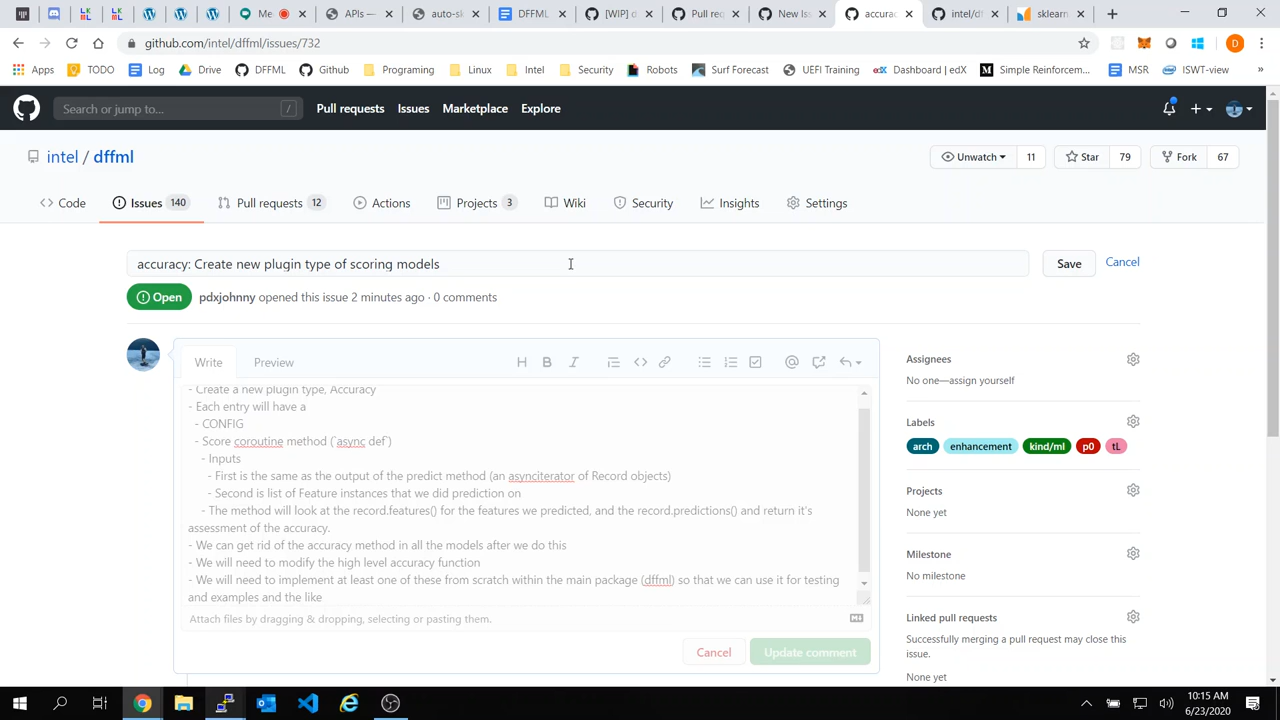 Me
APIs —
auto-sk
DFFML
[WIP] d
Pull req
New Iss
accurac
intel/df
sklearn
github.com/intel/dffml/issues/732
D
Apps
TODO
Log
Drive
DFFML
Github
Programming
Linux
Intel
Security
Robots
Surf Forecast
UEFI Training
edX
Dashboard | edX
M
Simple Reinforcem...
MSR
ISWT-view
»
Search or jump to...
/
Pull requests
Issues
Marketplace
Explore
intel / dffml
Unwatch
11
Star
79
Fork
67
Code
Issues 140
Pull requests 12
Actions
Projects 3
Wiki
Security
Insights
Settings
accuracy: Create new plugin type of scoring models
Save
Cancel
Open
pdxjohnny opened this issue 2 minutes ago · 0 comments
Write
Preview
- Create a new plugin type, Accuracy
- Each entry will have a
- CONFIG
- Score coroutine method (`async def`)
- Inputs
- First is the same as the output of the predict method (an asynciterator of Record objects)
- Second is list of Feature instances that we did prediction on
- The method will look at the record.features() for the features we predicted, and the record.predictions() and return it's
assessment of the accuracy.
- We can get rid of the accuracy method in all the models after we do this
- We will need to modify the high level accuracy function
- We will need to implement at least one of these from scratch within the main package (dffml) so that we can use it for testing
and examples and the like
Attach files by dragging & dropping, selecting or pasting them.
Cancel
Update comment
Assignees
No one—assign yourself
Labels
arch
enhancement
kind/ml
p0
tL
Projects
None yet
Milestone
No milestone
Linked pull requests
Successfully merging a pull request may close this
issue.
None yet
10:15 AM
6/23/2020